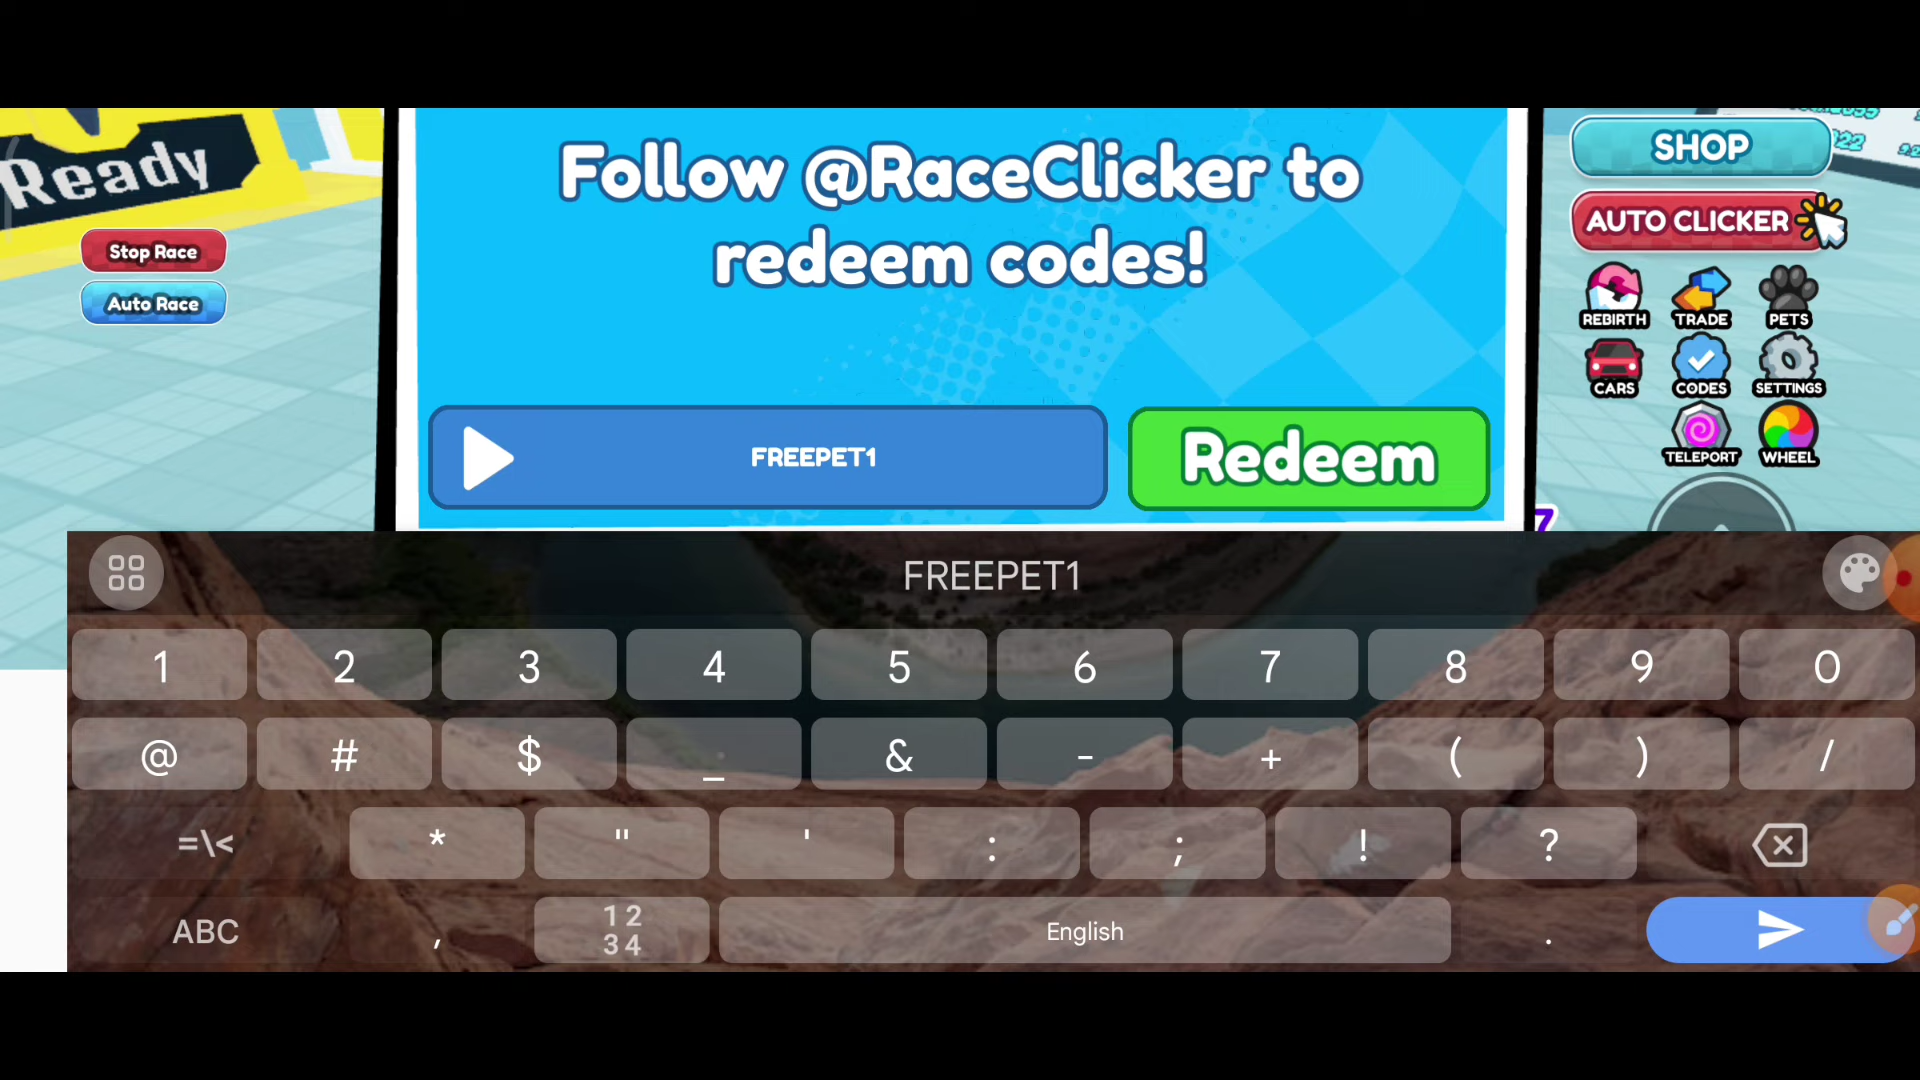 Ready
Stop Race
Auto Race
Follow @RaceClicker to
redeem codes!
FREEPET1
Redeem
SHOP
AUTO CLICKER
REBIRTH
TRADE
PETS
CARS
CODES
SETTINGS
TELEPORT
WHEEL
7
FREEPET1
1 2 3 4 5 6 7 8 9 0
@ # $ _ & - + ( ) /
=\< * " ' : ; ! ?
ABC , 12 34 English .